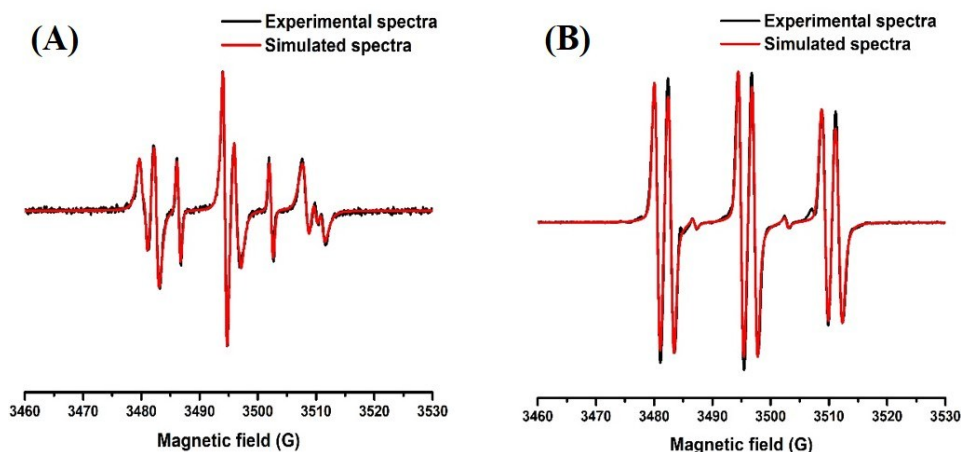 (A)
Experimental spectra
Simulated spectra
3460 3470 3480 3490 3500 3510 3520 3530
Magnetic field (G)
(B)
Experimental spectra
Simulated spectra
3460 3470 3480 3490 3500 3510 3520 3530
Magnetic field (G)